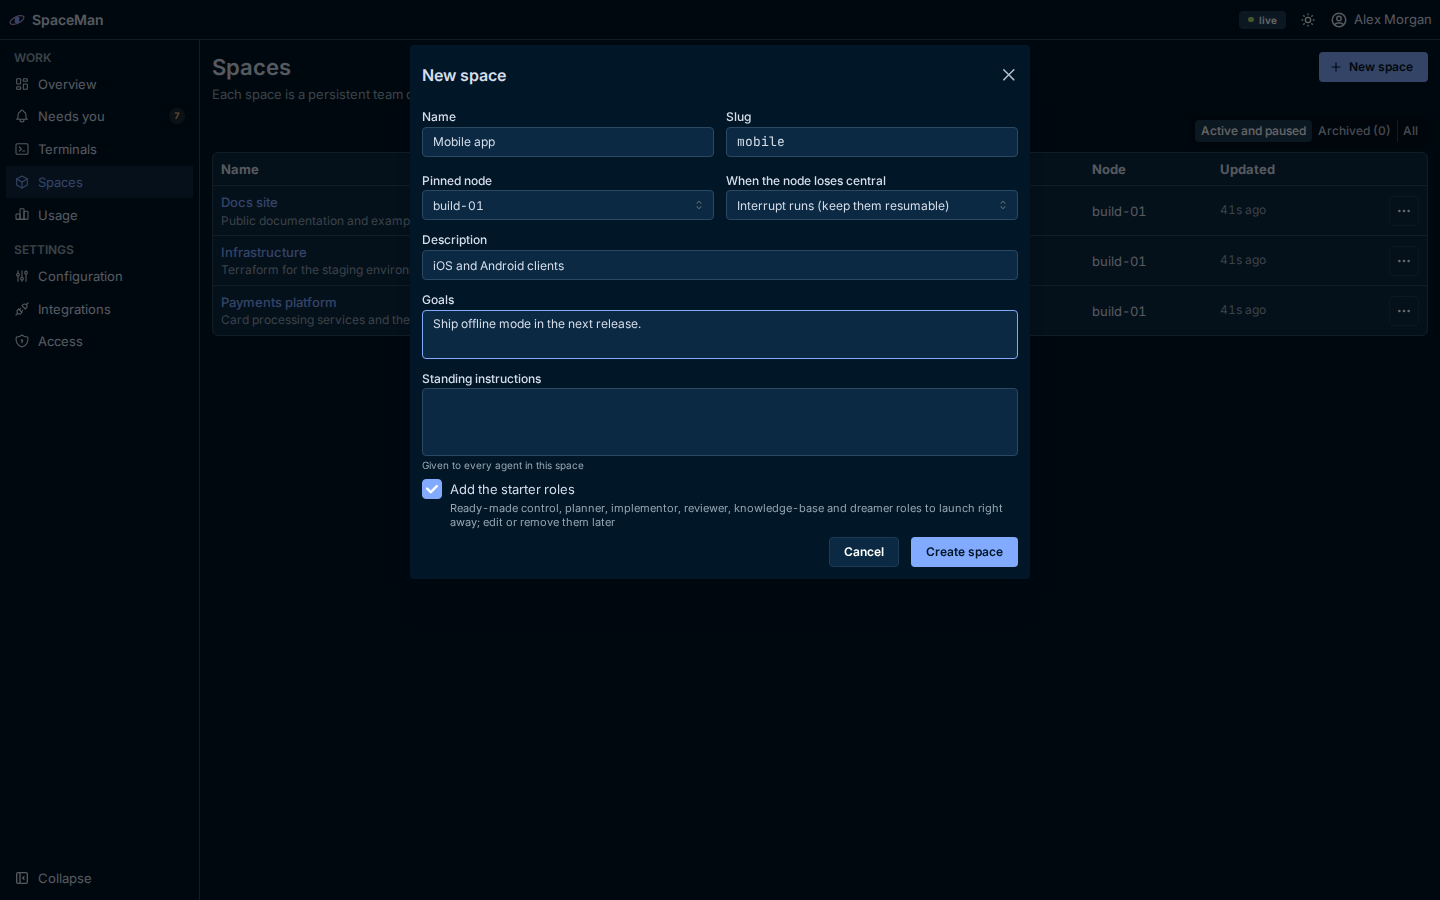 SpaceMan
live
Alex Morgan
WORK
Overview
Needs you 7
Terminals
Spaces
Usage
SETTINGS
Configuration
Integrations
Access
Collapse
Spaces
Each space is a persistent team
New space
Active and paused Archived (0) All
Name Node Updated
Docs site
Public documentation and examp
build-01 41s ago
Infrastructure
Terraform for the staging environ
build-01 41s ago
Payments platform
Card processing services and the
build-01 41s ago
New space
Name Slug
Mobile app mobile
Pinned node When the node loses central
build-01 Interrupt runs (keep them resumable)
Description
iOS and Android clients
Goals
Ship offline mode in the next release.
Standing instructions
Given to every agent in this space
Add the starter roles
Ready-made control, planner, implementor, reviewer, knowledge-base and dreamer roles to launch right
away; edit or remove them later
Cancel Create space